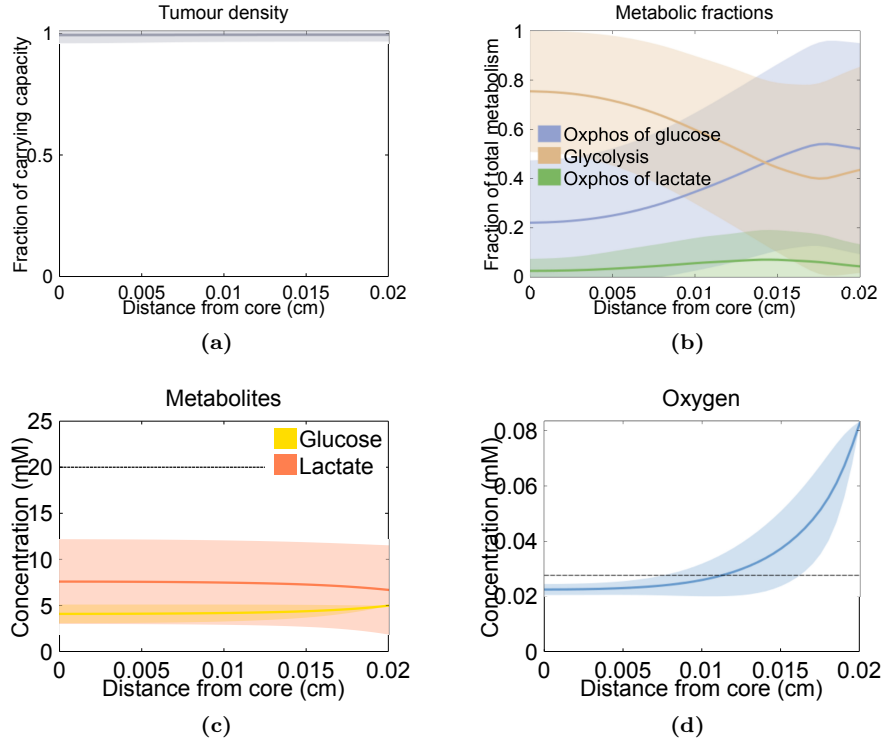 Tumour density
Fraction of carrying capacity
1
0.5
0
0 0.005 0.01 0.015 0.02
Distance from core (cm)
(a)
Metabolic fractions
Fraction of total metabolism
1
0.8
0.6
0.4
0.2
0
Oxphos of glucose
Glycolysis
Oxphos of lactate
0 0.005 0.01 0.015 0.02
Distance from core (cm)
(b)
Metabolites
Concentration (mM)
25
20
15
10
5
0
Glucose
Lactate
0 0.005 0.01 0.015 0.02
Distance from core (cm)
(c)
Oxygen
Concentration (mM)
0.08
0.06
0.04
0.02
0
0 0.005 0.01 0.015 0.02
Distance from core (cm)
(d)